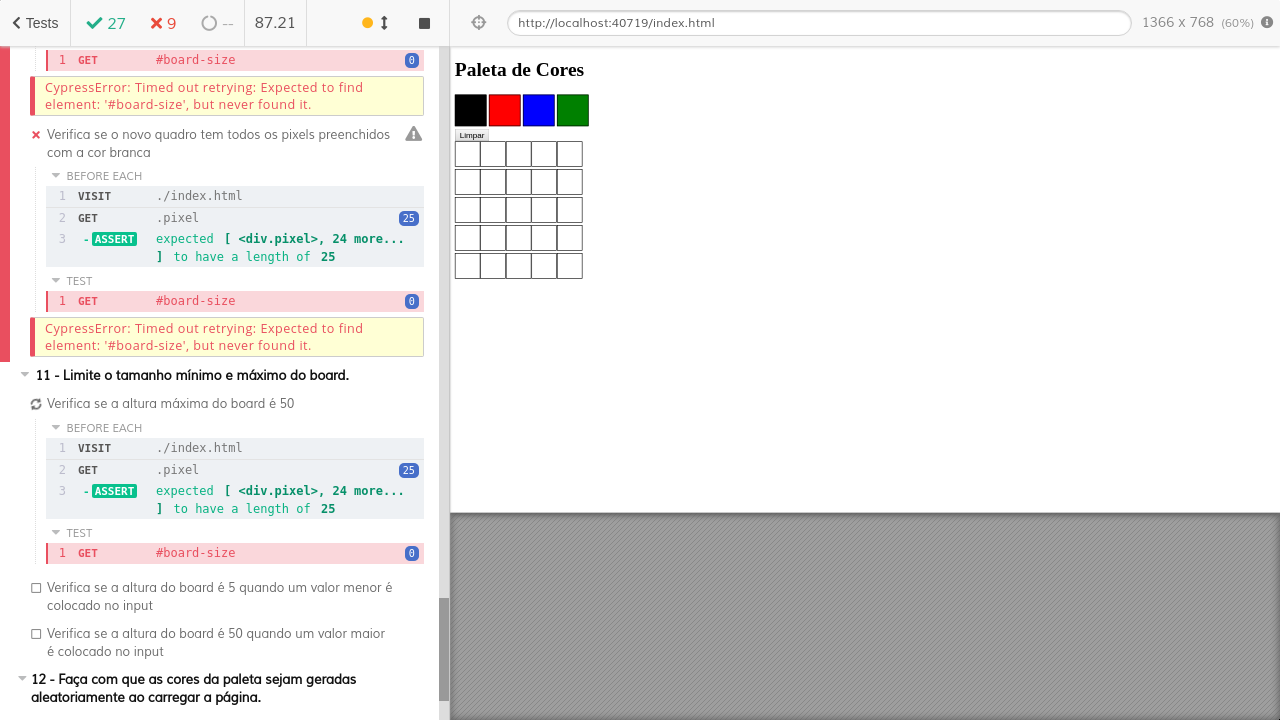 Tests 27 9 -- 87.21 http://localhost:40719/index.html 1366 x 768 (60%)
1 GET #board-size 0
CypressError: Timed out retrying: Expected to find
element: '#board-size', but never found it.
Verifica se o novo quadro tem todos os pixels preenchidos
com a cor branca
BEFORE EACH
1 VISIT ./index.html
2 GET .pixel 25
3 - ASSERT expected [ <div.pixel>, 24 more...
] to have a length of 25
TEST
1 GET #board-size 0
CypressError: Timed out retrying: Expected to find
element: '#board-size', but never found it.
11 - Limite o tamanho mínimo e máximo do board.
Verifica se a altura máxima do board é 50
BEFORE EACH
1 VISIT ./index.html
2 GET .pixel 25
3 - ASSERT expected [ <div.pixel>, 24 more...
] to have a length of 25
TEST
1 GET #board-size 0
Verifica se a altura do board é 5 quando um valor menor é
colocado no input
Verifica se a altura do board é 50 quando um valor maior
é colocado no input
12 - Faça com que as cores da paleta sejam geradas
aleatoriamente ao carregar a página.
Paleta de Cores
Limpar